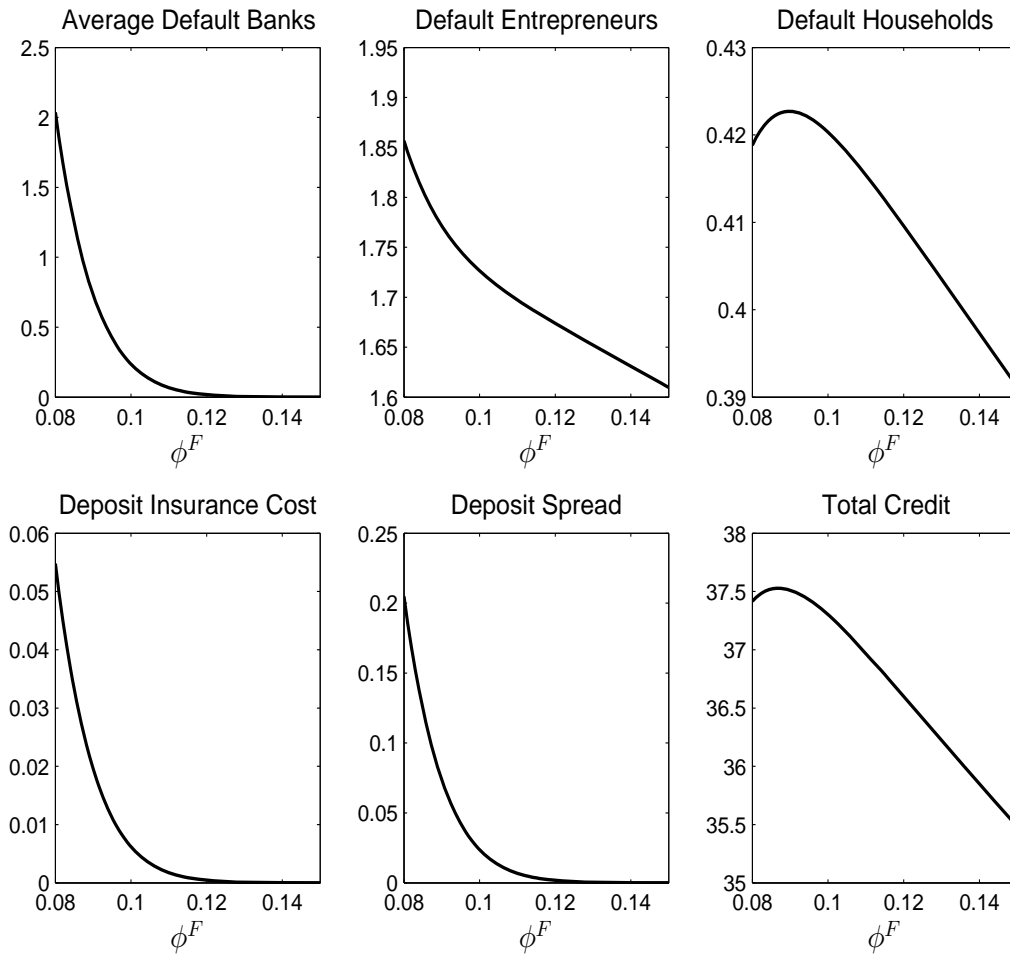 Average Default Banks
Default Entrepreneurs
Default Households
2.5
2
1.5
1
0.5
0
0.08 0.1 0.12 0.14
ϕ^F
1.95
1.9
1.85
1.8
1.75
1.7
1.65
1.6
0.08 0.1 0.12 0.14
ϕ^F
0.43
0.42
0.41
0.4
0.39
0.08 0.1 0.12 0.14
ϕ^F
Deposit Insurance Cost
Deposit Spread
Total Credit
0.06
0.05
0.04
0.03
0.02
0.01
0
0.08 0.1 0.12 0.14
ϕ^F
0.25
0.2
0.15
0.1
0.05
0
0.08 0.1 0.12 0.14
ϕ^F
38
37.5
37
36.5
36
35.5
35
0.08 0.1 0.12 0.14
ϕ^F